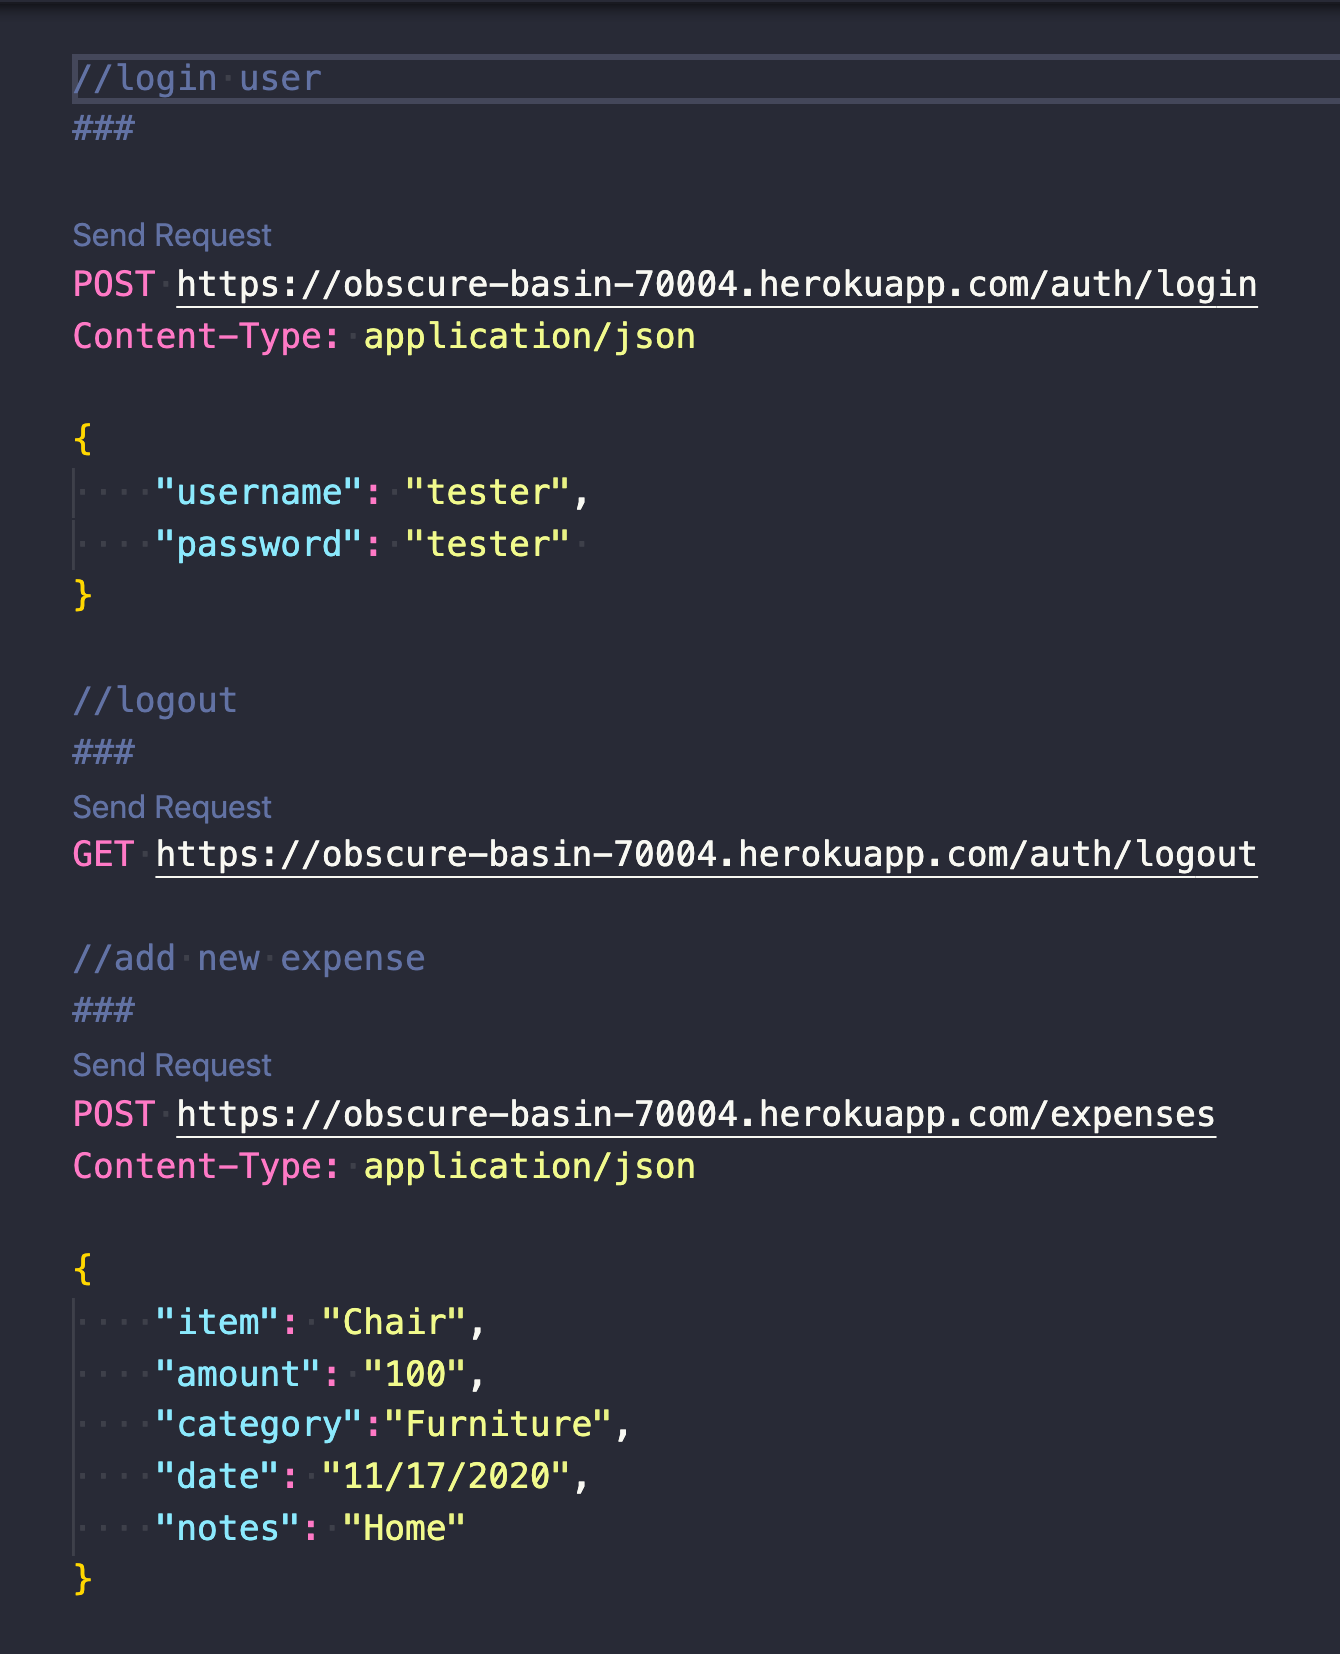 //login user
###
Send Request
POST https://obscure-basin-70004.herokuapp.com/auth/login
Content-Type: application/json
{
    "username": "tester",
    "password": "tester"
}
//logout
###
Send Request
GET https://obscure-basin-70004.herokuapp.com/auth/logout
//add new expense
###
Send Request
POST https://obscure-basin-70004.herokuapp.com/expenses
Content-Type: application/json
{
    "item": "Chair",
    "amount": "100",
    "category":"Furniture",
    "date": "11/17/2020",
    "notes": "Home"
}